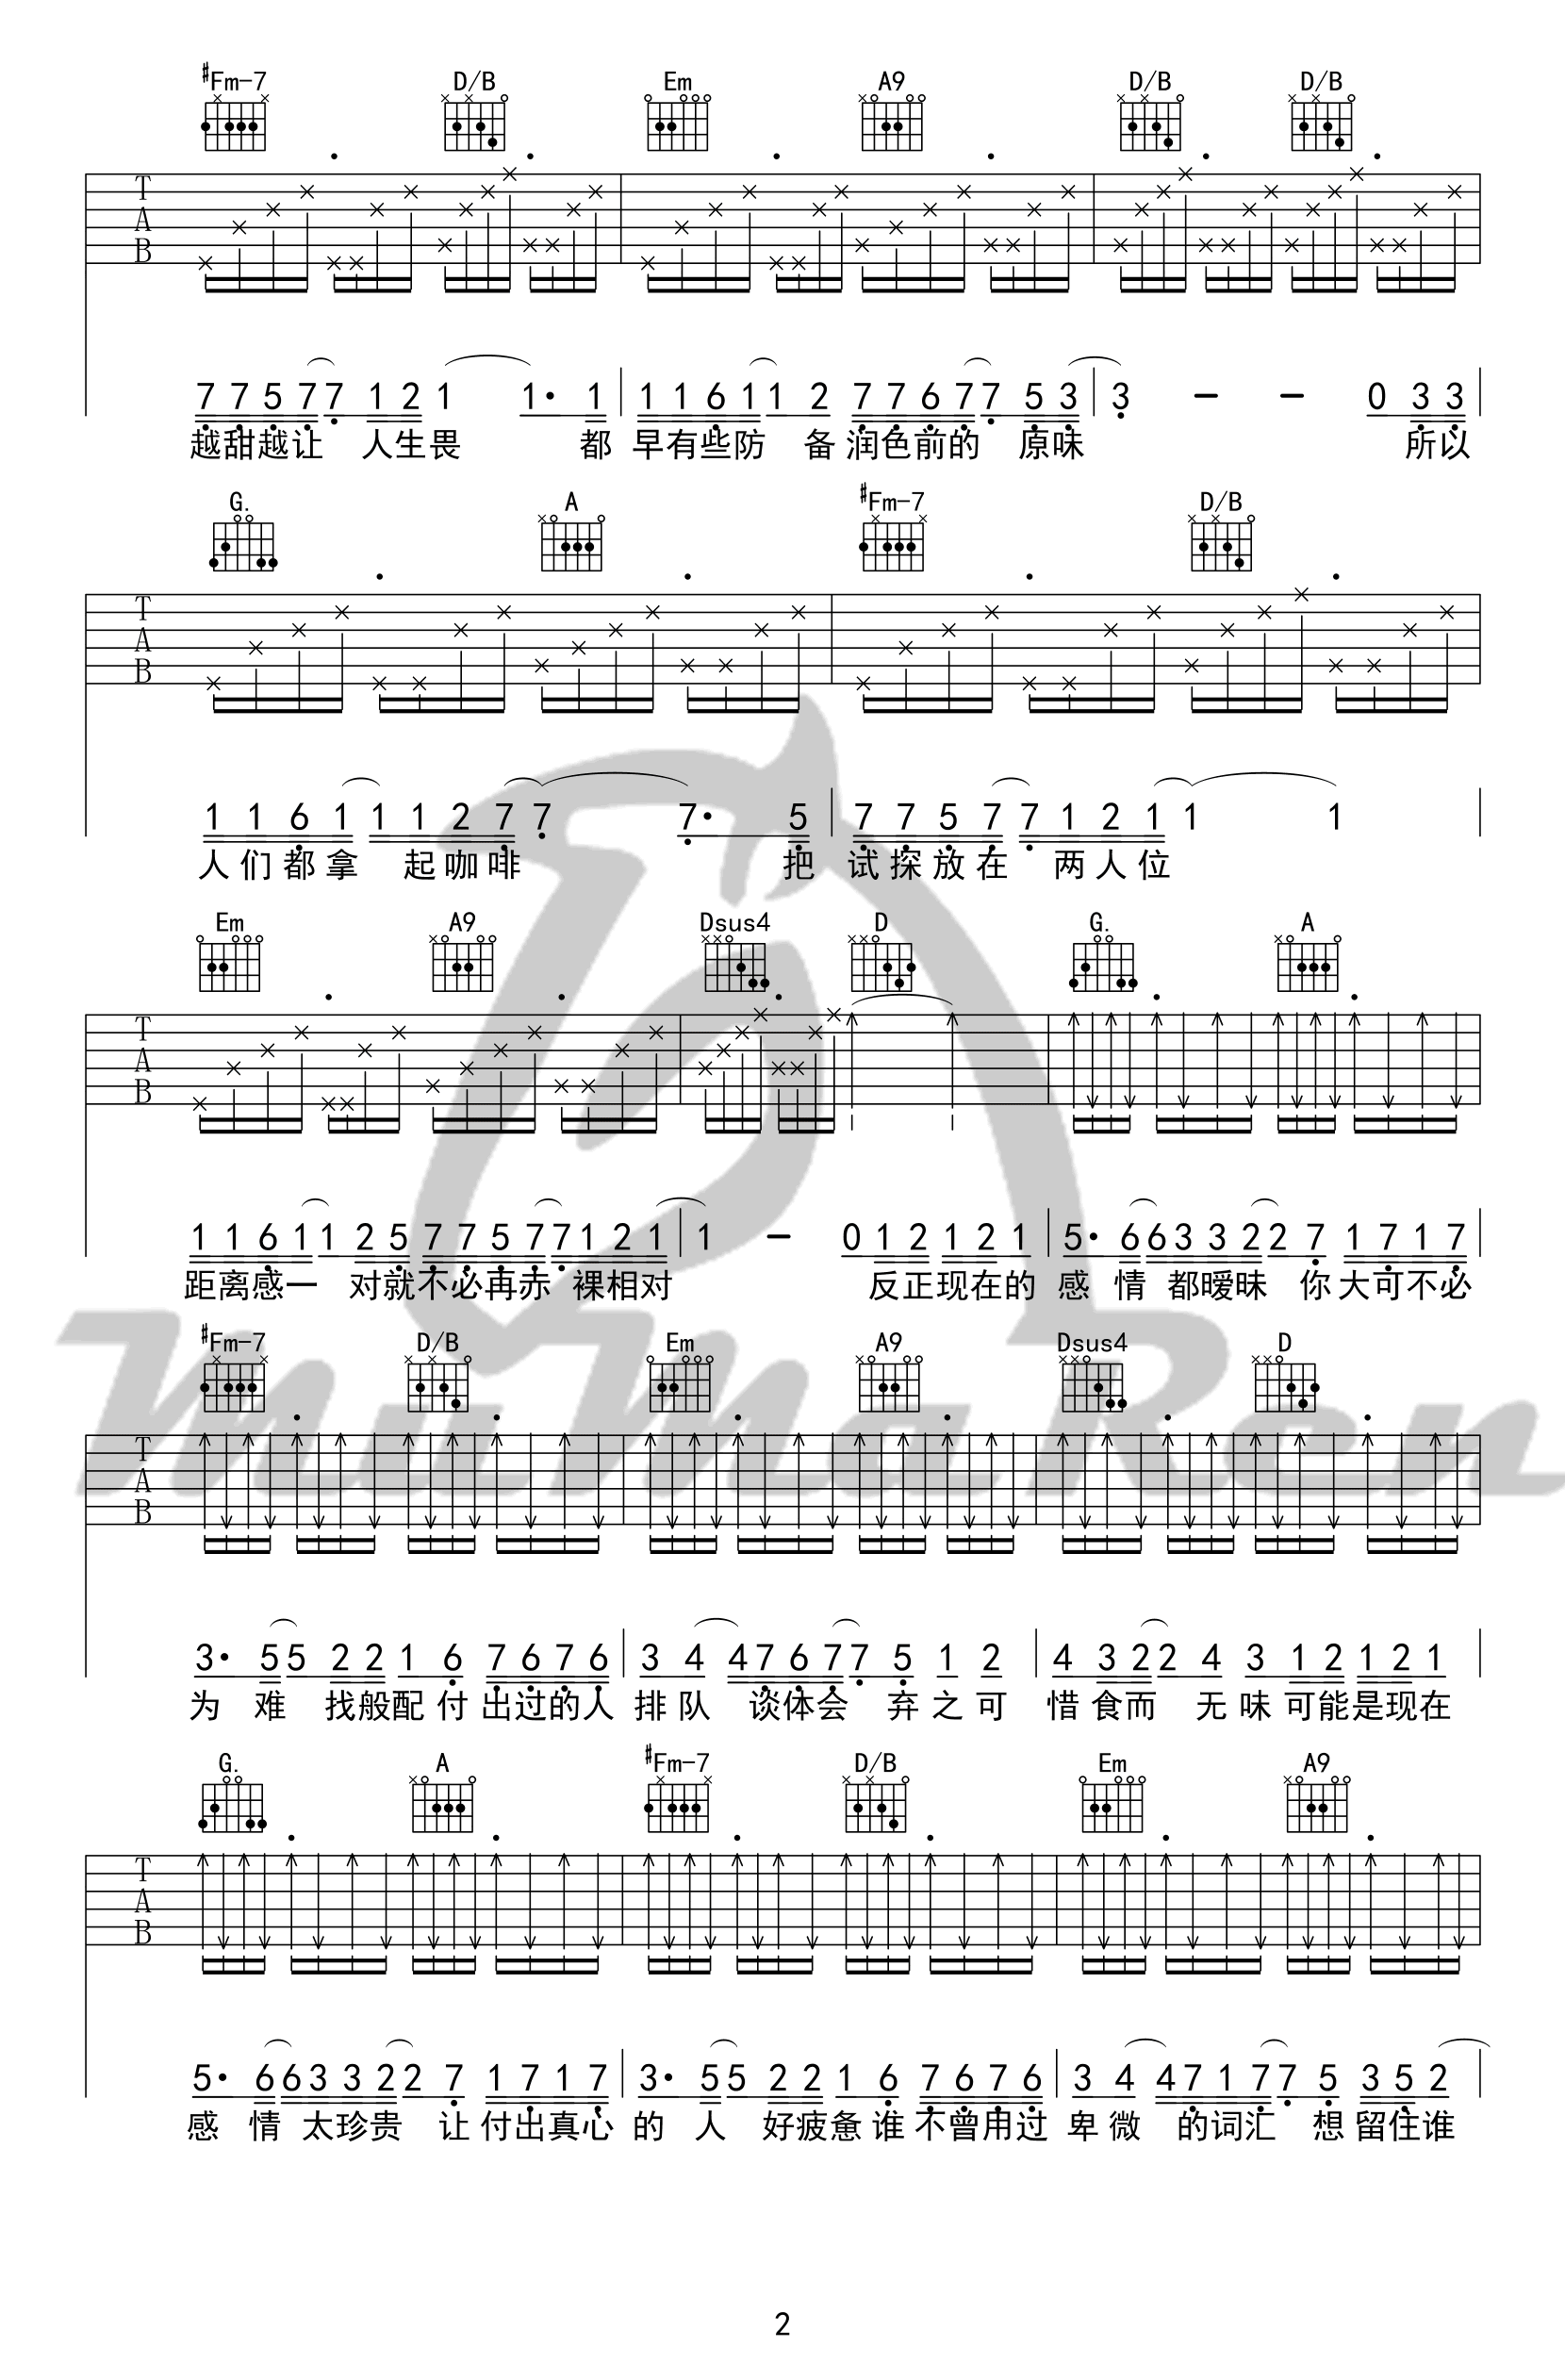 #Fm-7 D/B Em A9 D/B D/B
T
A
B
7 7 5 7 7 1 2 1 1· 1 1 1 6 1 1 2 7 7 6 7 7 5 3 3 - - 0 3 3
越甜越让 人生畏 都 早有些防 备 润色前的 原味 所以
G. A #Fm-7 D/B
T
A
B
1 1 6 1 1 1 2 7 7 7· 5 7 7 5 7 7 1 2 1 1 1
人们都拿 起咖啡 把 试探放在 两人位
Em A9 Dsus4 D G. A
T
A
B
1 1 6 1 1 2 5 7 7 5 7 7 1 2 1 1 - 0 1 2 1 2 1 5· 6 6 3 3 2 2 7 1 7 1 7
距离感一 对就不必再赤 裸相对 反正现在的 感 情 都暧昧 你大可不必
#Fm-7 D/B Em A9 Dsus4 D
T
A
B
3· 5 5 2 2 1 6 7 6 7 6 3 4 4 7 6 7 7 5 1 2 4 3 2 2 4 3 1 2 1 2 1
为 难 找般配 付 出过的人 排 队 谈体会 弃 之 可 惜 食而 无 味 可能是现在
G. A #Fm-7 D/B Em A9
T
A
B
5· 6 6 3 3 2 2 7 1 7 1 7 3· 5 5 2 2 1 6 7 6 7 6 3 4 4 7 1 7 7 5 3 5 2
感 情 太珍贵 让 付出真心 的 人 好疲惫 谁 不曾用过 卑微 的词汇 想 留住谁
MuMaRen
2